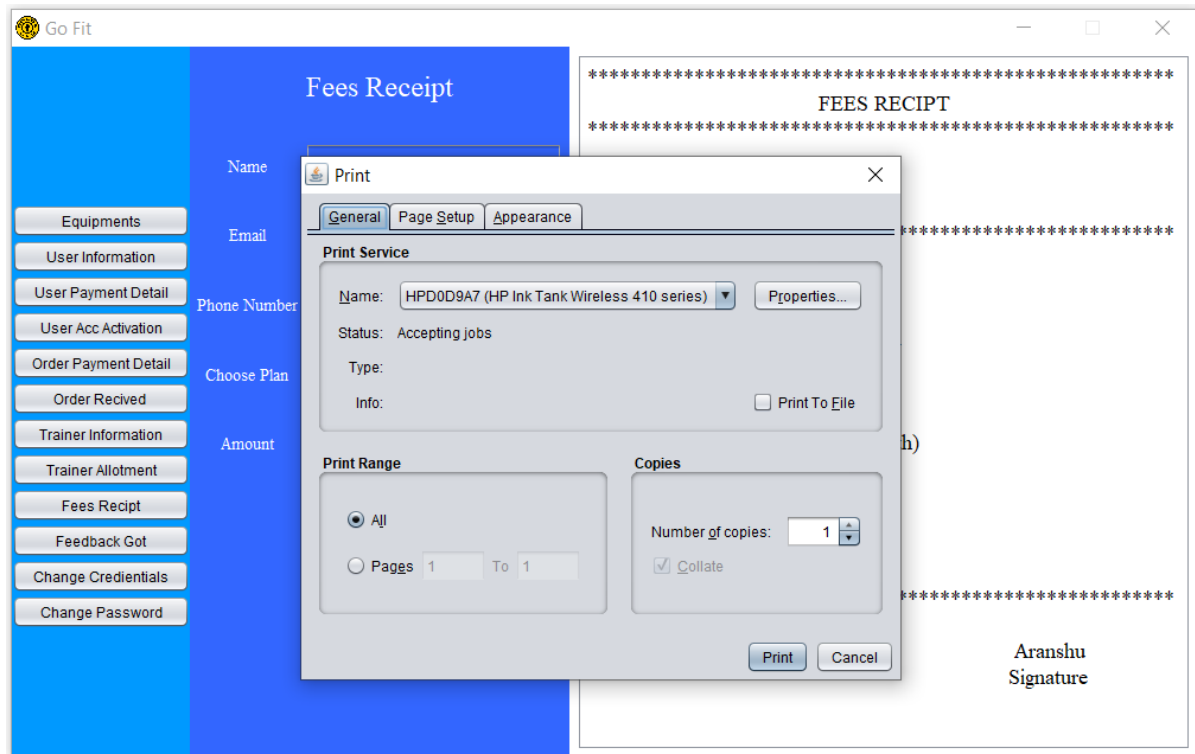 Go Fit
Equipments
User Information
User Payment Detail
User Acc Activation
Order Payment Detail
Order Recived
Trainer Information
Trainer Allotment
Fees Recipt
Feedback Got
Change Credientials
Change Password
Fees Receipt
Name
Email
Phone Number
Choose Plan
Amount
*******************************************************
FEES RECIPT
*******************************************************
**************************
h)
**************************
Aranshu
Signature
Print
General Page Setup Appearance
Print Service
Name: HPD0D9A7 (HP Ink Tank Wireless 410 series) Properties...
Status: Accepting jobs
Type:
Info: Print To File
Print Range
All
Pages 1 To 1
Copies
Number of copies: 1
Collate
Print Cancel